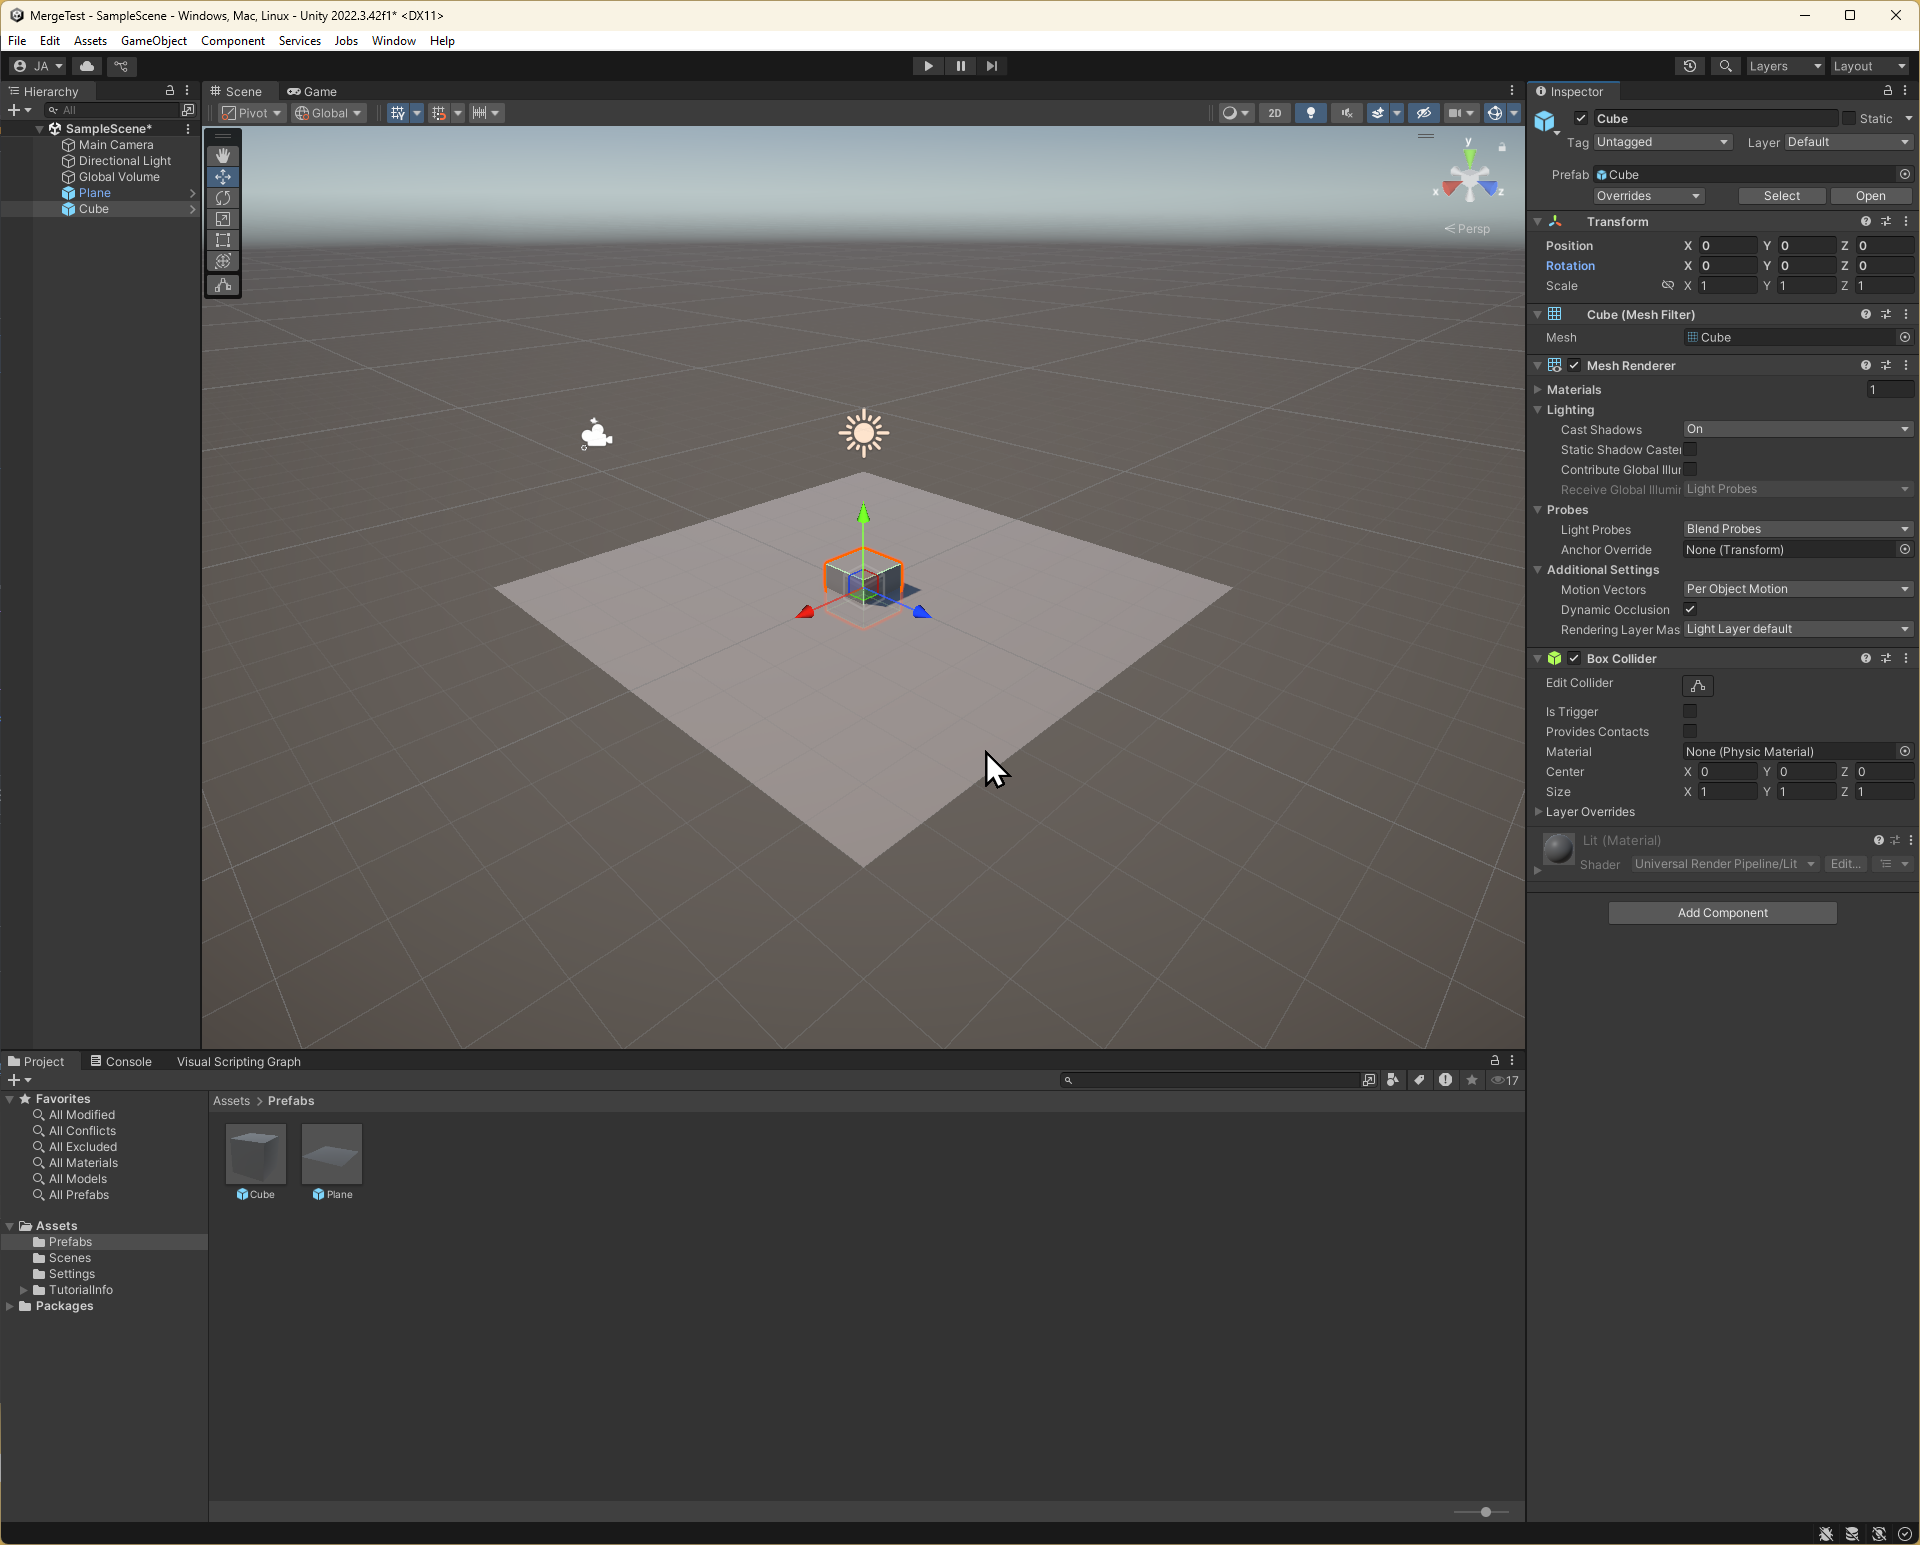 MergeTest - SampleScene - Windows, Mac, Linux - Unity 2022.3.42f1* <DX11>
File Edit Assets GameObject Component Services Jobs Window Help
JA
Layers
Layout
Hierarchy
All
SampleScene*
Main Camera
Directional Light
Global Volume
Plane
Cube
Scene
Game
Pivot
Global
2D
y
x
z
Persp
Inspector
Cube
Static
Tag Untagged Layer Default
Prefab Cube
Overrides Select Open
Transform
Position X 0 Y 0 Z 0
Rotation X 0 Y 0 Z 0
Scale X 1 Y 1 Z 1
Cube (Mesh Filter)
Mesh Cube
Mesh Renderer
Materials 1
Lighting
Cast Shadows On
Static Shadow Caster
Contribute Global Illur
Receive Global Illumir Light Probes
Probes
Light Probes Blend Probes
Anchor Override None (Transform)
Additional Settings
Motion Vectors Per Object Motion
Dynamic Occlusion
Rendering Layer Mas Light Layer default
Box Collider
Edit Collider
Is Trigger
Provides Contacts
Material None (Physic Material)
Center X 0 Y 0 Z 0
Size X 1 Y 1 Z 1
Layer Overrides
Lit (Material)
Shader Universal Render Pipeline/Lit Edit...
Add Component
Project
Console
Visual Scripting Graph
17
Favorites
All Modified
All Conflicts
All Excluded
All Materials
All Models
All Prefabs
Assets
Prefabs
Scenes
Settings
TutorialInfo
Packages
Assets > Prefabs
Cube
Plane